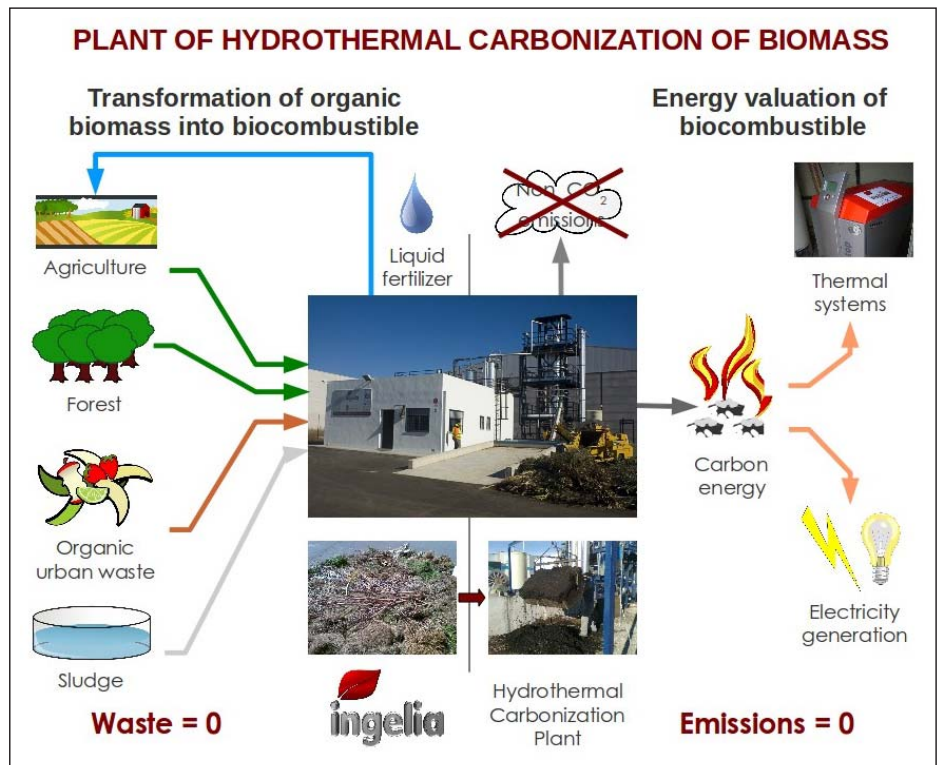 PLANT OF HYDROTHERMAL CARBONIZATION OF BIOMASS
Transformation of organic
biomass into biocombustible
Energy valuation of
biocombustible
Agriculture
Forest
Organic
urban waste
Sludge
Liquid
fertilizer
Non CO2
emissions
Carbon
energy
Thermal
systems
Electricity
generation
ingelia
Hydrothermal
Carbonization
Plant
Waste = 0
Emissions = 0